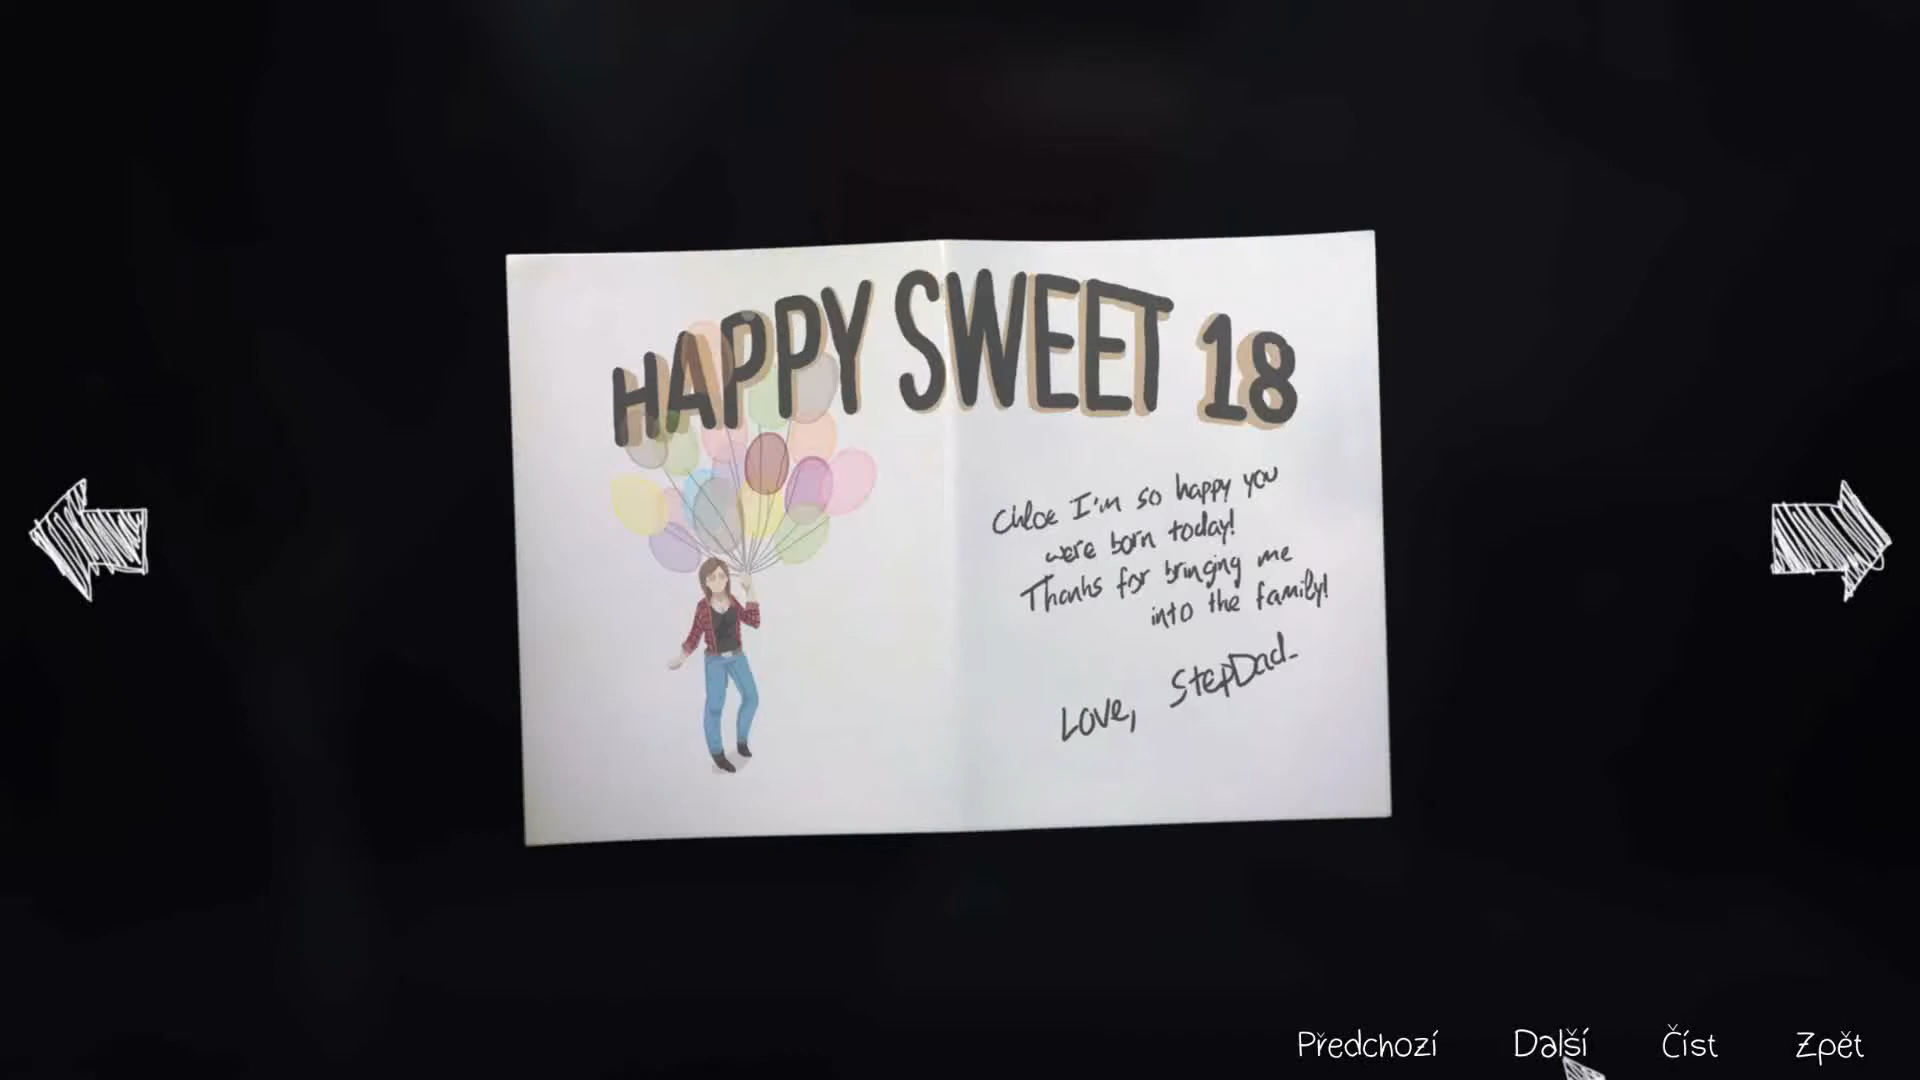 HAPPY SWEET 18
Chloe I'm so happy you
were born today!
Thanks for bringing me
into the family!
Love, StepDad
Předchozí Další Číst Zpět